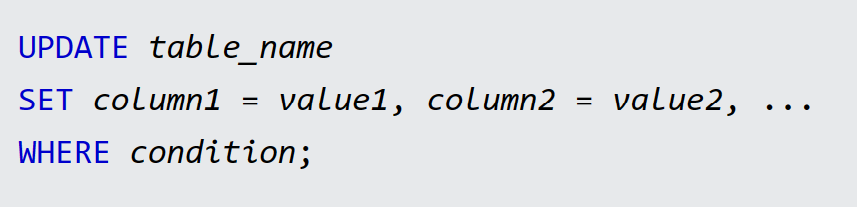 UPDATE table_name
SET column1 = value1, column2 = value2, ...
WHERE condition;